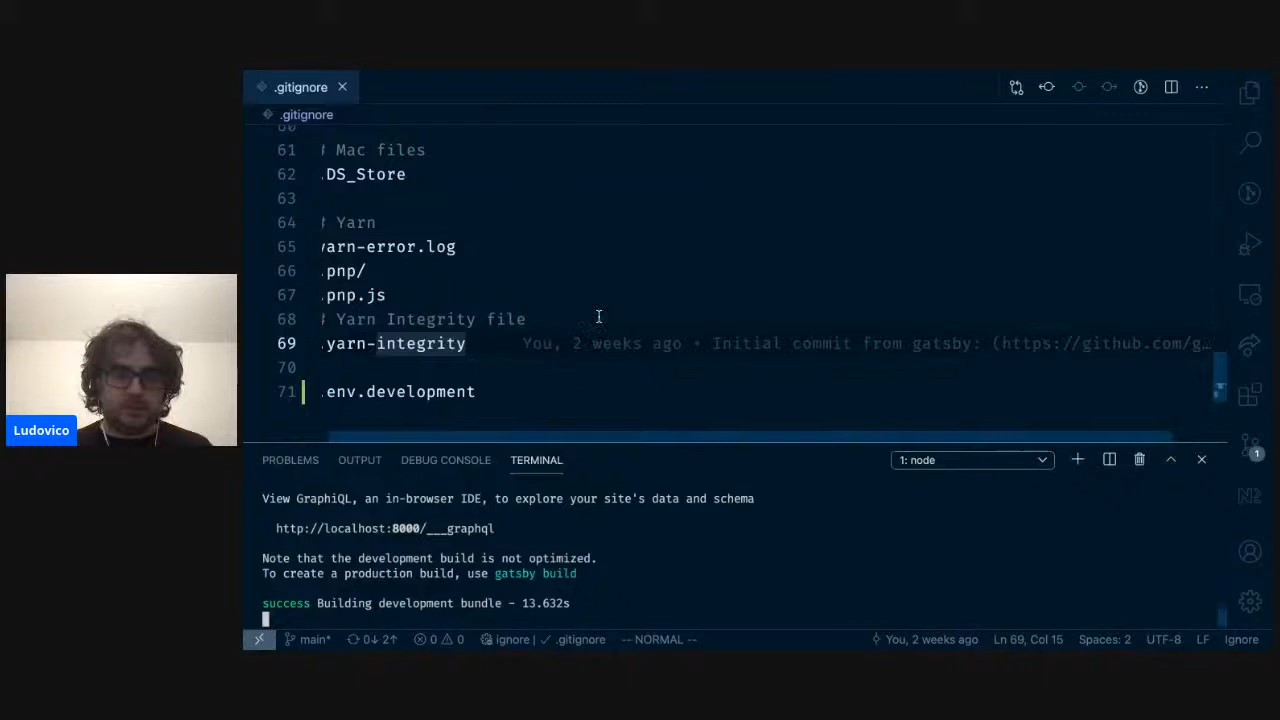 .gitignore
.gitignore
60
61 # Mac files
62 .DS_Store
63
64 # Yarn
65 yarn-error.log
66 .pnp/
67 .pnp.js
68 # Yarn Integrity file
69 .yarn-integrity You, 2 weeks ago • Initial commit from gatsby: (https://github.com/g…
70
71 .env.development
Ludovico
PROBLEMS OUTPUT DEBUG CONSOLE TERMINAL 1: node
1
View GraphiQL, an in-browser IDE, to explore your site's data and schema
http://localhost:8000/___graphql
Note that the development build is not optimized.
To create a production build, use gatsby build
success Building development bundle - 13.632s
main* 0↓ 2↑ 0 0 ignore | ✓ .gitignore -- NORMAL -- You, 2 weeks ago Ln 69, Col 15 Spaces: 2 UTF-8 LF Ignore